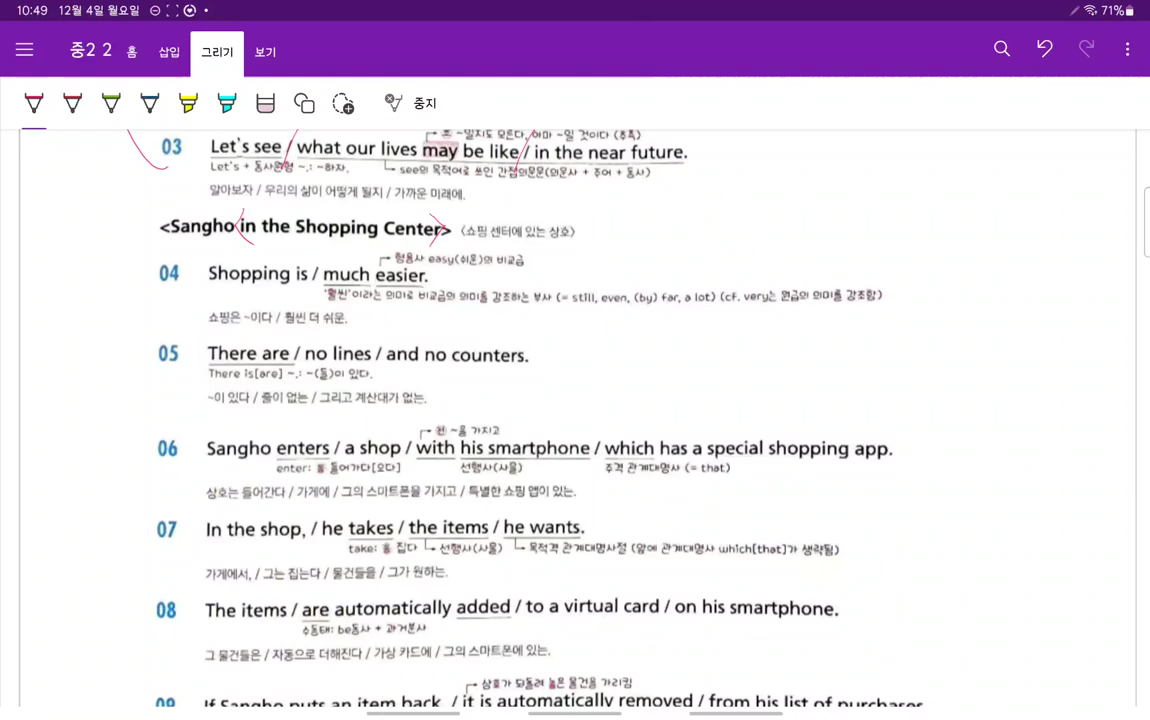 10:49 12월 4일 월요일 71%
중2 2 홈 삽입 그리기 보기
중지
혼 ~일지도 모른다, 아마 ~일 것이다 (추측)
03 Let's see / what our lives may be like / in the near future.
Let's + 동사원형 ~.: ~하자. see의 목적어로 쓰인 간접의문문(의문사 + 주어 + 동사)
알아보자 / 우리의 삶이 어떻게 될지 / 가까운 미래에.
<Sangho in the Shopping Center> 〈쇼핑 센터에 있는 상호〉
형용사 easy(쉬운)의 비교급
04 Shopping is / much easier.
'훨씬'이라는 의미로 비교급의 의미를 강조하는 부사 (= still, even, (by) far, a lot) (cf. very는 원급의 의미를 강조함)
쇼핑은 ~이다 / 훨씬 더 쉬운.
05 There are / no lines / and no counters.
There is[are] ~.: ~(들)이 있다.
~이 있다 / 줄이 없는 / 그리고 계산대가 없는.
전 ~을 가지고
06 Sangho enters / a shop / with his smartphone / which has a special shopping app.
enter: 동 들어가다[오다] 선행사(사물) 주격 관계대명사 (= that)
상호는 들어간다 / 가게에 / 그의 스마트폰을 가지고 / 특별한 쇼핑 앱이 있는.
07 In the shop, / he takes / the items / he wants.
take: 동 집다 선행사(사물) 목적격 관계대명사절 (앞에 관계대명사 which[that]가 생략됨)
가게에서, / 그는 집는다 / 물건들을 / 그가 원하는.
08 The items / are automatically added / to a virtual card / on his smartphone.
수동태: be동사 + 과거분사
그 물건들은 / 자동으로 더해진다 / 가상 카드에 / 그의 스마트폰에 있는.
상호가 되돌려 놓은 물건을 가리킴
09 If Sangho puts an item back, / it is automatically removed / from his list of purchases.